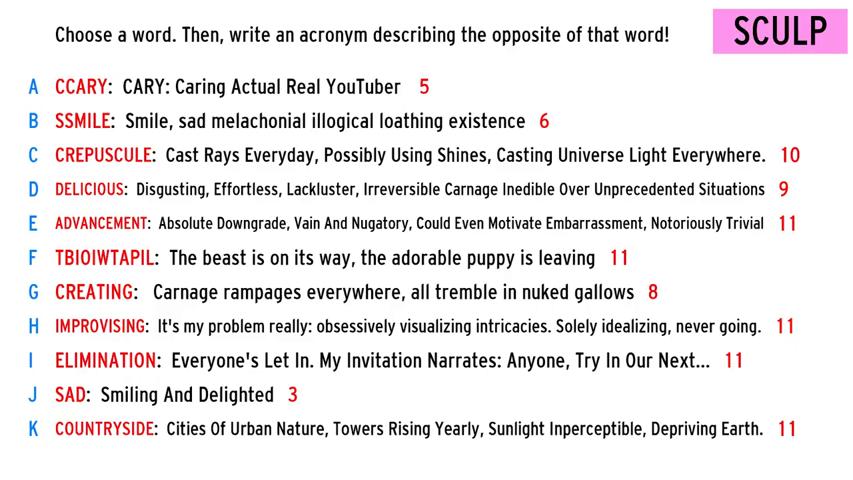 Choose a word. Then, write an acronym describing the opposite of that word!
SCULP
A CCARY: CARY: Caring Actual Real YouTuber 5
B SSMILE: Smile, sad melachonial illogical loathing existence 6
C CREPUSCULE: Cast Rays Everyday, Possibly Using Shines, Casting Universe Light Everywhere. 10
D DELICIOUS: Disgusting, Effortless, Lackluster, Irreversible Carnage Inedible Over Unprecedented Situations 9
E ADVANCEMENT: Absolute Downgrade, Vain And Nugatory, Could Even Motivate Embarrassment, Notoriously Trivial 11
F TBIOIWTAPIL: The beast is on its way, the adorable puppy is leaving 11
G CREATING: Carnage rampages everywhere, all tremble in nuked gallows 8
H IMPROVISING: It's my problem really: obsessively visualizing intricacies. Solely idealizing, never going. 11
I ELIMINATION: Everyone's Let In. My Invitation Narrates: Anyone, Try In Our Next... 11
J SAD: Smiling And Delighted 3
K COUNTRYSIDE: Cities Of Urban Nature, Towers Rising Yearly, Sunlight Inperceptible, Depriving Earth. 11